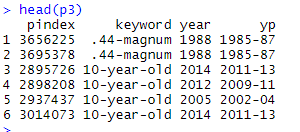 > head(p3)
   pindex     keyword year      yp
1 3656225  .44-magnum 1988 1985-87
2 3695378  .44-magnum 1988 1985-87
3 2895726 10-year-old 2014 2011-13
4 2898208 10-year-old 2012 2009-11
5 2937437 10-year-old 2005 2002-04
6 3014073 10-year-old 2014 2011-13
>